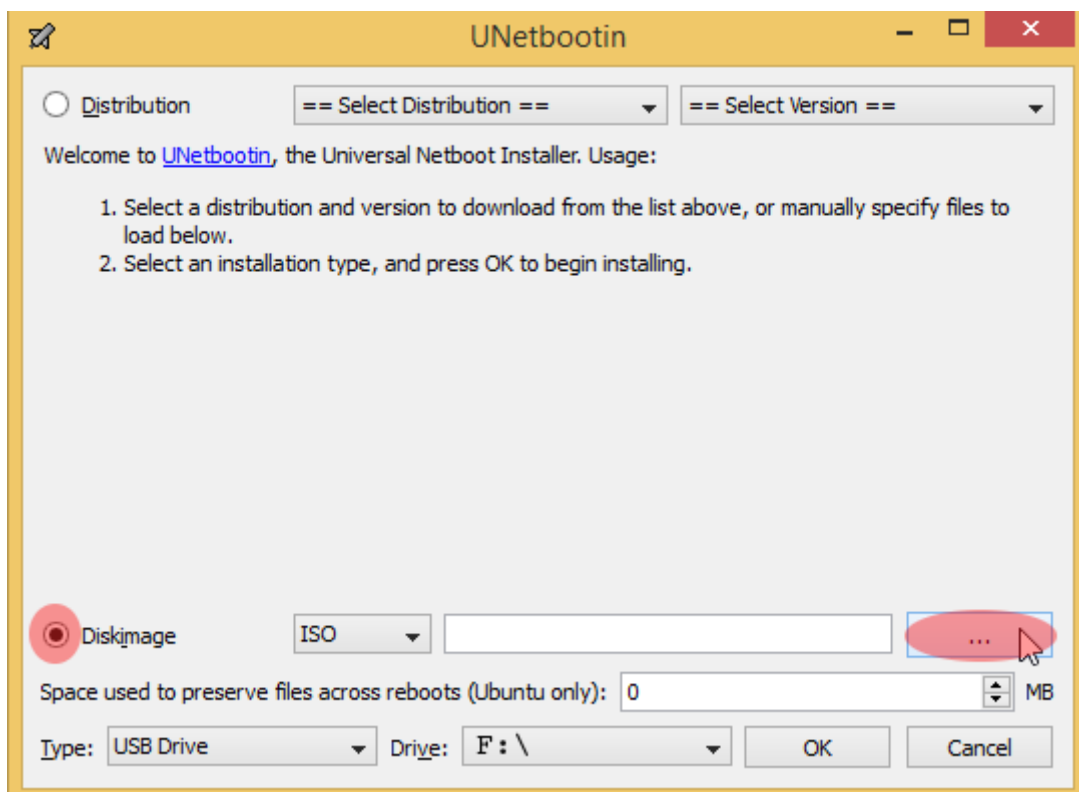 UNetbootin
Distribution == Select Distribution == == Select Version ==
Welcome to UNetbootin, the Universal Netboot Installer. Usage:
1. Select a distribution and version to download from the list above, or manually specify files to
load below.
2. Select an installation type, and press OK to begin installing.
Diskimage ISO ...
Space used to preserve files across reboots (Ubuntu only): 0 MB
Type: USB Drive Drive: F:\ OK Cancel